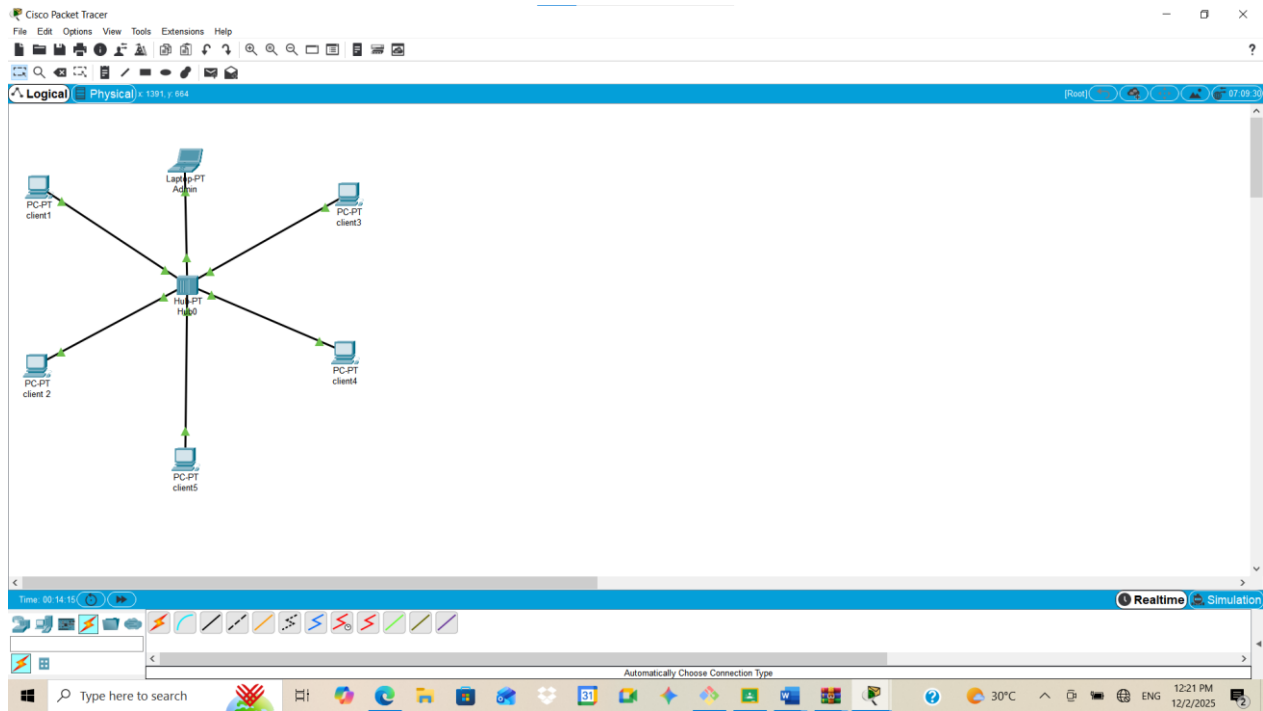 Cisco Packet Tracer
File Edit Options View Tools Extensions Help
?
Logical Physical x: 1391, y: 664 [Root] 07:09:30
Laptop-PT
Admin
PC-PT
client1
PC-PT
client3
Hub-PT
Hub0
PC-PT
client4
PC-PT
client 2
PC-PT
client5
Time: 00:14:15 Realtime Simulation
Automatically Choose Connection Type
Type here to search 31 W ? 30°C ENG 12:21 PM
12/2/2025 2